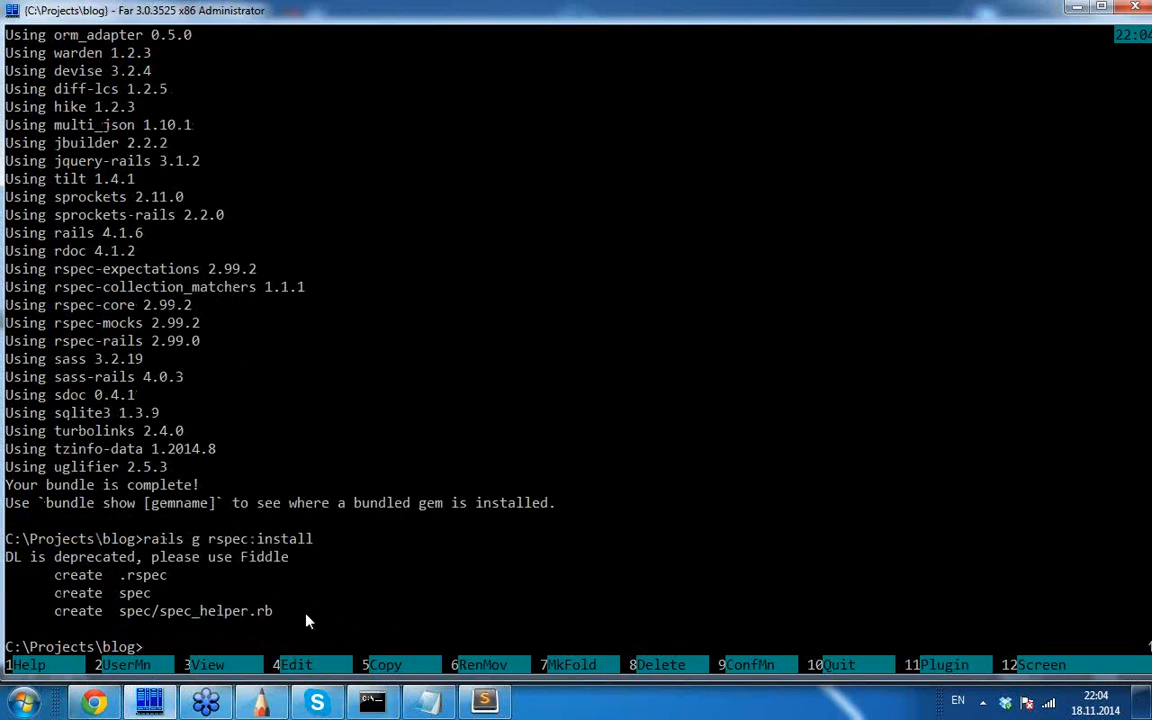 {C:\Projects\blog} - Far 3.0.3525 x86 Administrator
22:04
Using orm_adapter 0.5.0
Using warden 1.2.3
Using devise 3.2.4
Using diff-lcs 1.2.5
Using hike 1.2.3
Using multi_json 1.10.1
Using jbuilder 2.2.2
Using jquery-rails 3.1.2
Using tilt 1.4.1
Using sprockets 2.11.0
Using sprockets-rails 2.2.0
Using rails 4.1.6
Using rdoc 4.1.2
Using rspec-expectations 2.99.2
Using rspec-collection_matchers 1.1.1
Using rspec-core 2.99.2
Using rspec-mocks 2.99.2
Using rspec-rails 2.99.0
Using sass 3.2.19
Using sass-rails 4.0.3
Using sdoc 0.4.1
Using sqlite3 1.3.9
Using turbolinks 2.4.0
Using tzinfo-data 1.2014.8
Using uglifier 2.5.3
Your bundle is complete!
Use `bundle show [gemname]` to see where a bundled gem is installed.
C:\Projects\blog>rails g rspec:install
DL is deprecated, please use Fiddle
create .rspec
create spec
create spec/spec_helper.rb
C:\Projects\blog>
1Help 2UserMn 3View 4Edit 5Copy 6RenMov 7MkFold 8Delete 9ConfMn 10Quit 11Plugin 12Screen
EN 22:04
18.11.2014